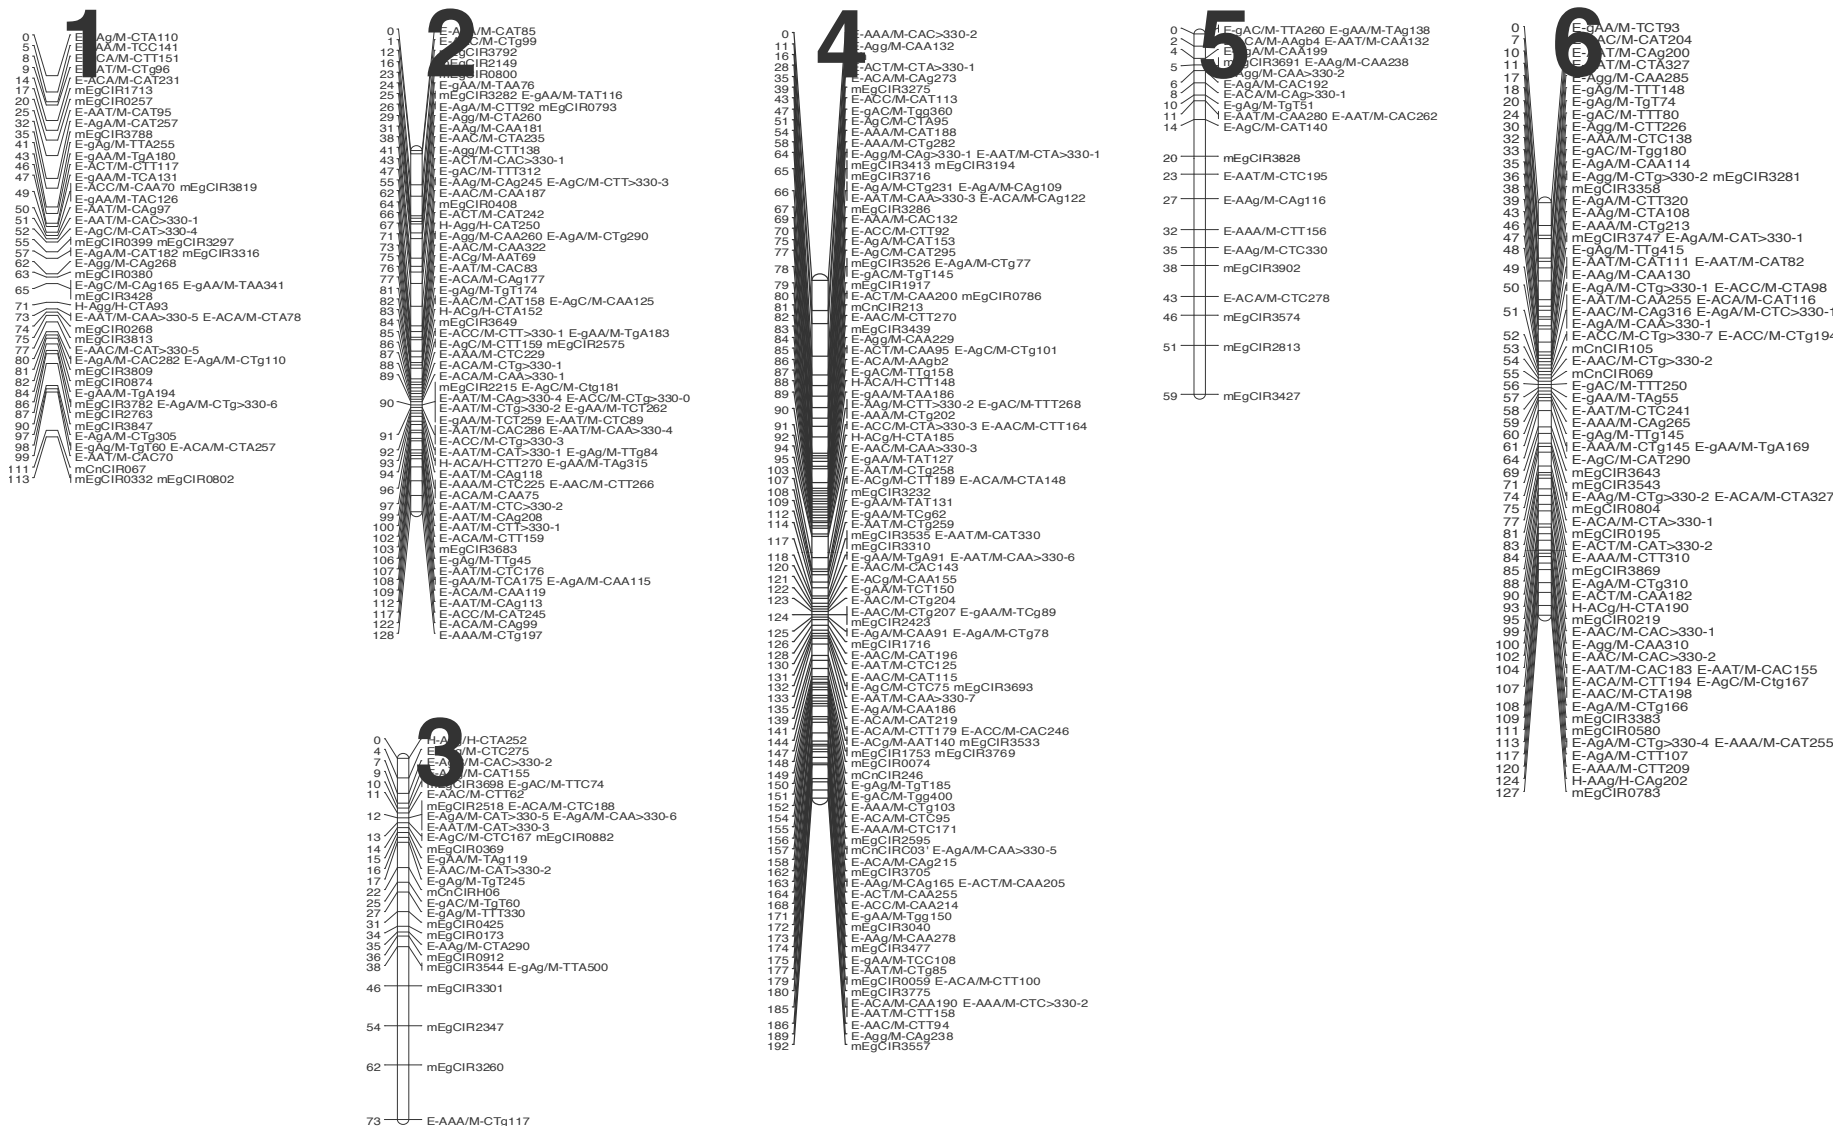 1
0
5
8
9
14 E-ACA/M-CAT231
17 mEgCIR1713
20 mEgCIR0257
25 E-AAT/M-CAT95
32 E-AgA/M-CAT257
35 mEgCIR3788
41 E-gAg/M-TTA255
43 E-gAA/M-TgA180
46 E-ACT/M-CTT117
47 E-gAA/M-TCA131
49 E-ACC/M-CAA70 mEgCIR3819
E-gAA/M-TAC126
50 E-AAT/M-CAg97
51 E-AAT/M-CAC>330-1
52 E-AgC/M-CAT>330-4
55 mEgCIR0399 mEgCIR3297
57 E-AgA/M-CAT182 mEgCIR3316
62 E-Agg/M-CAg268
63 mEgCIR0380
65 E-AgC/M-CAg165 E-gAA/M-TAA341
mEgCIR3428
71 H-Agg/H-CTA93
73 E-AAT/M-CAA>330-5 E-ACA/M-CTA78
74 mEgCIR0268
75 mEgCIR3813
77 E-AAC/M-CAT>330-5
80 E-AgA/M-CAC282 E-AgA/M-CTg110
81 mEgCIR3809
82 mEgCIR0874
84 E-gAA/M-TgA194
86 mEgCIR3782 E-AgA/M-CTg>330-6
87 mEgCIR2763
90 mEgCIR3847
97 E-AgA/M-CTg305
98 E-gAg/M-TgT60 E-ACA/M-CTA257
99 E-AAT/M-CAC70
111 mCnCIR067
113 mEgCIR0332 mEgCIR0802
2
0
1
12
16
23
24 E-gAA/M-TAA76
25 mEgCIR3282 E-gAA/M-TAT116
26 E-AgA/M-CTT92 mEgCIR0793
29 E-Agg/M-CTA260
31 E-AAg/M-CAA181
38 E-AAC/M-CTA235
41 E-Agg/M-CTT138
43 E-ACT/M-CAC>330-1
47 E-gAC/M-TTT312
55 E-AAg/M-CAg245 E-AgC/M-CTT>330-3
62 E-AAC/M-CAA187
64 mEgCIR0408
66 E-ACT/M-CAT242
67 H-Agg/H-CAT250
71 E-Agg/M-CAA260 E-AgA/M-CTg290
73 E-AAC/M-CAA322
75 E-ACg/M-AAT69
76 E-AAT/M-CAC83
77 E-ACA/M-CAg177
81 E-gAg/M-TgT174
82 E-AAC/M-CAT158 E-AgC/M-CAA125
83 H-ACg/H-CTA152
84 mEgCIR3649
85 E-ACC/M-CTT>330-1 E-gAA/M-TgA183
86 E-AgC/M-CTT159 mEgCIR2575
87 E-AAA/M-CTC229
88 E-ACA/M-CTg>330-1
89 E-ACA/M-CAA>330-1
mEgCIR2215 E-AgC/M-Ctg181
90 E-AAT/M-CAg>330-4 E-ACC/M-CTg>330-0
E-AAT/M-CTg>330-2 E-gAA/M-TCT262
E-gAA/M-TCT259 E-AAT/M-CTC89
91 E-AAT/M-CAC286 E-AAT/M-CAA>330-4
E-ACC/M-CTg>330-3
92 E-AAT/M-CAT>330-1 E-gAg/M-TTg84
93 H-ACA/H-CTT270 E-gAA/M-TAg315
94 E-AAT/M-CAg118
96 E-AAA/M-CTC225 E-AAC/M-CTT266
E-ACA/M-CAA75
97 E-AAT/M-CTC>330-2
99 E-AAT/M-CAg208
100 E-AAT/M-CTT>330-1
102 E-ACA/M-CTT159
103 mEgCIR3683
106 E-gAg/M-TTg45
107 E-AAT/M-CTC176
108 E-gAA/M-TCA175 E-AgA/M-CAA115
109 E-ACA/M-CAA119
112 E-AAT/M-CAg113
117 E-ACC/M-CAT245
122 E-ACA/M-CAg99
128 E-AAA/M-CTg197
3
0
4
7
9
10 E-gAC/M-TTC74
11 E-AAC/M-CTT62
mEgCIR2518 E-ACA/M-CTC188
12 E-AgA/M-CAT>330-5 E-AgA/M-CAA>330-6
E-AAT/M-CAT>330-3
13 E-AgC/M-CTC167 mEgCIR0882
14 mEgCIR0369
15 E-gAA/M-TAg119
16 E-AAC/M-CAT>330-2
17 E-gAg/M-TgT245
22 mCnCIRH06
25 E-gAC/M-TgT60
27 E-gAg/M-TTT330
31 mEgCIR0425
34 mEgCIR0173
35 E-AAg/M-CTA290
36 mEgCIR0912
38 mEgCIR3544 E-gAg/M-TTA500
46 mEgCIR3301
54 mEgCIR2347
62 mEgCIR3260
73 E-AAA/M-CTg117
4
0 E-AAA/M-CAC>330-2
11 E-Agg/M-CAA132
16
28 E-ACT/M-CTA>330-1
35 E-ACA/M-CAg273
39 mEgCIR3275
43 E-ACC/M-CAT113
47 E-gAC/M-Tgg360
51 E-AgC/M-CTA95
54 E-AAA/M-CAT188
58 E-AAA/M-CTg282
64 E-Agg/M-CAg>330-1 E-AAT/M-CTA>330-1
65 mEgCIR3413 mEgCIR3194
mEgCIR3716
66 E-AgA/M-CTg231 E-AgA/M-CAg109
E-AAT/M-CAA>330-3 E-ACA/M-CAg122
67 mEgCIR3286
69 E-AAA/M-CAC132
70 E-ACC/M-CTT92
75 E-AgA/M-CAT153
77 E-AgC/M-CAT295
78 mEgCIR3526 E-AgA/M-CTg77
E-gAC/M-TgT145
79 mEgCIR1917
80 E-ACT/M-CAA200 mEgCIR0786
81 mCnCIR213
82 E-AAC/M-CTT270
83 mEgCIR3439
84 E-Agg/M-CAA229
85 E-ACT/M-CAA95 E-AgC/M-CTg101
86 E-ACA/M-AAgb2
87 E-gAC/M-TTg158
88 H-ACA/H-CTT148
89 E-gAA/M-TAA186
90 E-AAg/M-CTT>330-2 E-gAC/M-TTT268
E-AAA/M-CTg202
91 E-ACC/M-CTA>330-3 E-AAC/M-CTT164
92 H-ACg/H-CTA185
94 E-AAC/M-CAA>330-3
95 E-gAA/M-TAT127
103 E-AAT/M-CTg258
107 E-ACg/M-CTT189 E-ACA/M-CTA148
108 mEgCIR3232
109 E-gAA/M-TAT131
112 E-gAA/M-TCg62
114 E-AAT/M-CTg259
117 mEgCIR3535 E-AAT/M-CAT330
mEgCIR3310
118 E-gAA/M-TgA91 E-AAT/M-CAA>330-6
120 E-AAC/M-CAC143
121 E-ACg/M-CAA155
122 E-gAA/M-TCT150
123 E-AAC/M-CTg204
124 E-AAC/M-CTg207 E-gAA/M-TCg89
mEgCIR2423
125 E-AgA/M-CAA91 E-AgA/M-CTg78
126 mEgCIR1716
128 E-AAC/M-CAT196
130 E-AAT/M-CTC125
131 E-AAC/M-CAT115
132 E-AgC/M-CTC75 mEgCIR3693
133 E-AAT/M-CAA>330-7
135 E-AgA/M-CAA186
139 E-ACA/M-CAT219
141 E-ACA/M-CTT179 E-ACC/M-CAC246
144 E-ACg/M-AAT140 mEgCIR3533
147 mEgCIR1753 mEgCIR3769
148 mEgCIR0074
149 mCnCIR246
150 E-gAg/M-TgT185
151 E-gAC/M-Tgg400
152 E-AAA/M-CTg103
154 E-ACA/M-CTC95
155 E-AAA/M-CTC171
156 mEgCIR2595
157 mCnCIRC03' E-AgA/M-CAA>330-5
158 E-ACA/M-CAg215
162 mEgCIR3705
163 E-AAg/M-CAg165 E-ACT/M-CAA205
164 E-ACT/M-CAA255
168 E-ACC/M-CAA214
171 E-gAA/M-Tgg150
172 mEgCIR3040
173 E-AAg/M-CAA278
174 mEgCIR3477
175 E-gAA/M-TCC108
177 E-AAT/M-CTg85
179 mEgCIR0059 E-ACA/M-CTT100
180 mEgCIR3775
185 E-ACA/M-CAA190 E-AAA/M-CTC>330-2
E-AAT/M-CTT158
186 E-AAC/M-CTT94
189 E-Agg/M-CAg238
192 mEgCIR3557
5
0 E-gAC/M-TTA260 E-gAA/M-TAg138
2 E-AAT/M-CAA132
4
5 E-AAg/M-CAA238
6
6 E-AgA/M-CAC192
8 E-ACA/M-CAg>330-1
10 E-gAg/M-TgT51
11 E-AAT/M-CAA280 E-AAT/M-CAC262
14 E-AgC/M-CAT140
20 mEgCIR3828
23 E-AAT/M-CTC195
27 E-AAg/M-CAg116
32 E-AAA/M-CTT156
35 E-AAg/M-CTC330
38 mEgCIR3902
43 E-ACA/M-CTC278
46 mEgCIR3574
51 mEgCIR2813
59 mEgCIR3427
6
0
7
10
11
17 E-Agg/M-CAA285
18 E-gAg/M-TTT148
20 E-gAg/M-TgT74
24 E-gAC/M-TTT80
30 E-Agg/M-CTT226
32 E-AAA/M-CTC138
33 E-gAC/M-Tgg180
35 E-AgA/M-CAA114
36 E-Agg/M-CTg>330-2 mEgCIR3281
38 mEgCIR3358
39 E-AgA/M-CTT320
43 E-AAg/M-CTA108
46 E-AAA/M-CTg213
47 mEgCIR3747 E-AgA/M-CAT>330-1
48 E-gAg/M-TTg415
49 E-AAT/M-CAT111 E-AAT/M-CAT82
E-AAg/M-CAA130
50 E-AgA/M-CTg>330-1 E-ACC/M-CTA98
E-AAT/M-CAA255 E-ACA/M-CAT116
51 E-AAC/M-CAg316 E-AgA/M-CTC>330-1
E-AgA/M-CAA>330-1
52 E-ACC/M-CTg>330-7 E-ACC/M-CTg194
53 mCnCIR105
54 E-AAC/M-CTg>330-2
55 mCnCIR069
56 E-gAC/M-TTT250
57 E-gAg/M-TAg55
58 E-AAT/M-CTC241
59 E-AAA/M-CAg265
60 E-gAg/M-TTg145
61 E-AAA/M-CTg145 E-gAA/M-TgA169
64 E-AgC/M-CAT290
69 mEgCIR3643
71 mEgCIR3543
74 E-AAg/M-CTg>330-2 E-ACA/M-CTA327
75 mEgCIR0804
77 E-ACA/M-CTA>330-1
81 mEgCIR0195
83 E-ACT/M-CAT>330-2
84 E-AAA/M-CTT310
85 mEgCIR3869
88 E-AgA/M-CTg310
90 E-ACT/M-CAA182
93 H-ACg/H-CTA190
95 mEgCIR0219
99 E-AAC/M-CAC>330-1
100 E-Agg/M-CAA310
102 E-AAC/M-CAC>330-2
104 E-AAT/M-CAC183 E-AAT/M-CAC155
107 E-ACA/M-CTT194 E-AgC/M-Ctg167
E-AAC/M-CTA198
108 E-AgA/M-CTg166
109 mEgCIR3383
111 mEgCIR0580
113 E-AgA/M-CTg>330-4 E-AAA/M-CAT255
117 E-AgA/M-CTT107
120 E-AAA/M-CTT209
124 H-AAg/H-CAg202
127 mEgCIR0783